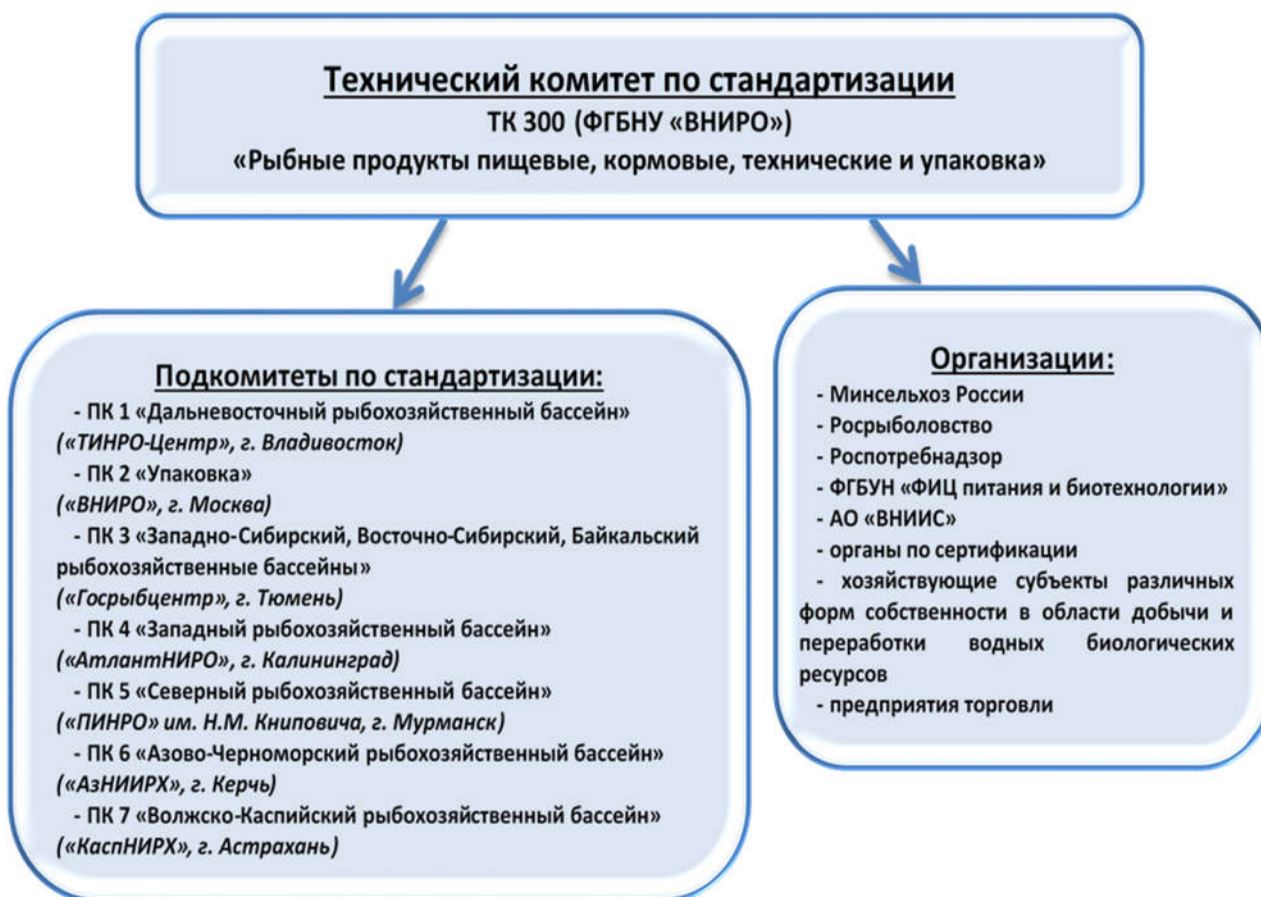 Технический комитет по стандартизации
ТК 300 (ФГБНУ «ВНИРО»)
«Рыбные продукты пищевые, кормовые, технические и упаковка»
Подкомитеты по стандартизации:
- ПК 1 «Дальневосточный рыбохозяйственный бассейн»
(«ТИНРО-Центр», г. Владивосток)
- ПК 2 «Упаковка»
(«ВНИРО», г. Москва)
- ПК 3 «Западно-Сибирский, Восточно-Сибирский, Байкальский
рыбохозяйственные бассейны»
(«Госрыбцентр», г. Тюмень)
- ПК 4 «Западный рыбохозяйственный бассейн»
(«АтлантНИРО», г. Калининград)
- ПК 5 «Северный рыбохозяйственный бассейн»
(«ПИНРО» им. Н.М. Книповича, г. Мурманск)
- ПК 6 «Азово-Черноморский рыбохозяйственный бассейн»
(«АзНИИРХ», г. Керчь)
- ПК 7 «Волжско-Каспийский рыбохозяйственный бассейн»
(«КаспНИРХ», г. Астрахань)
Организации:
- Минсельхоз России
- Росрыболовство
- Роспотребнадзор
- ФГБУН «ФИЦ питания и биотехнологии»
- АО «ВНИИС»
- органы по сертификации
- хозяйствующие субъекты различных
форм собственности в области добычи и
переработки водных биологических
ресурсов
- предприятия торговли